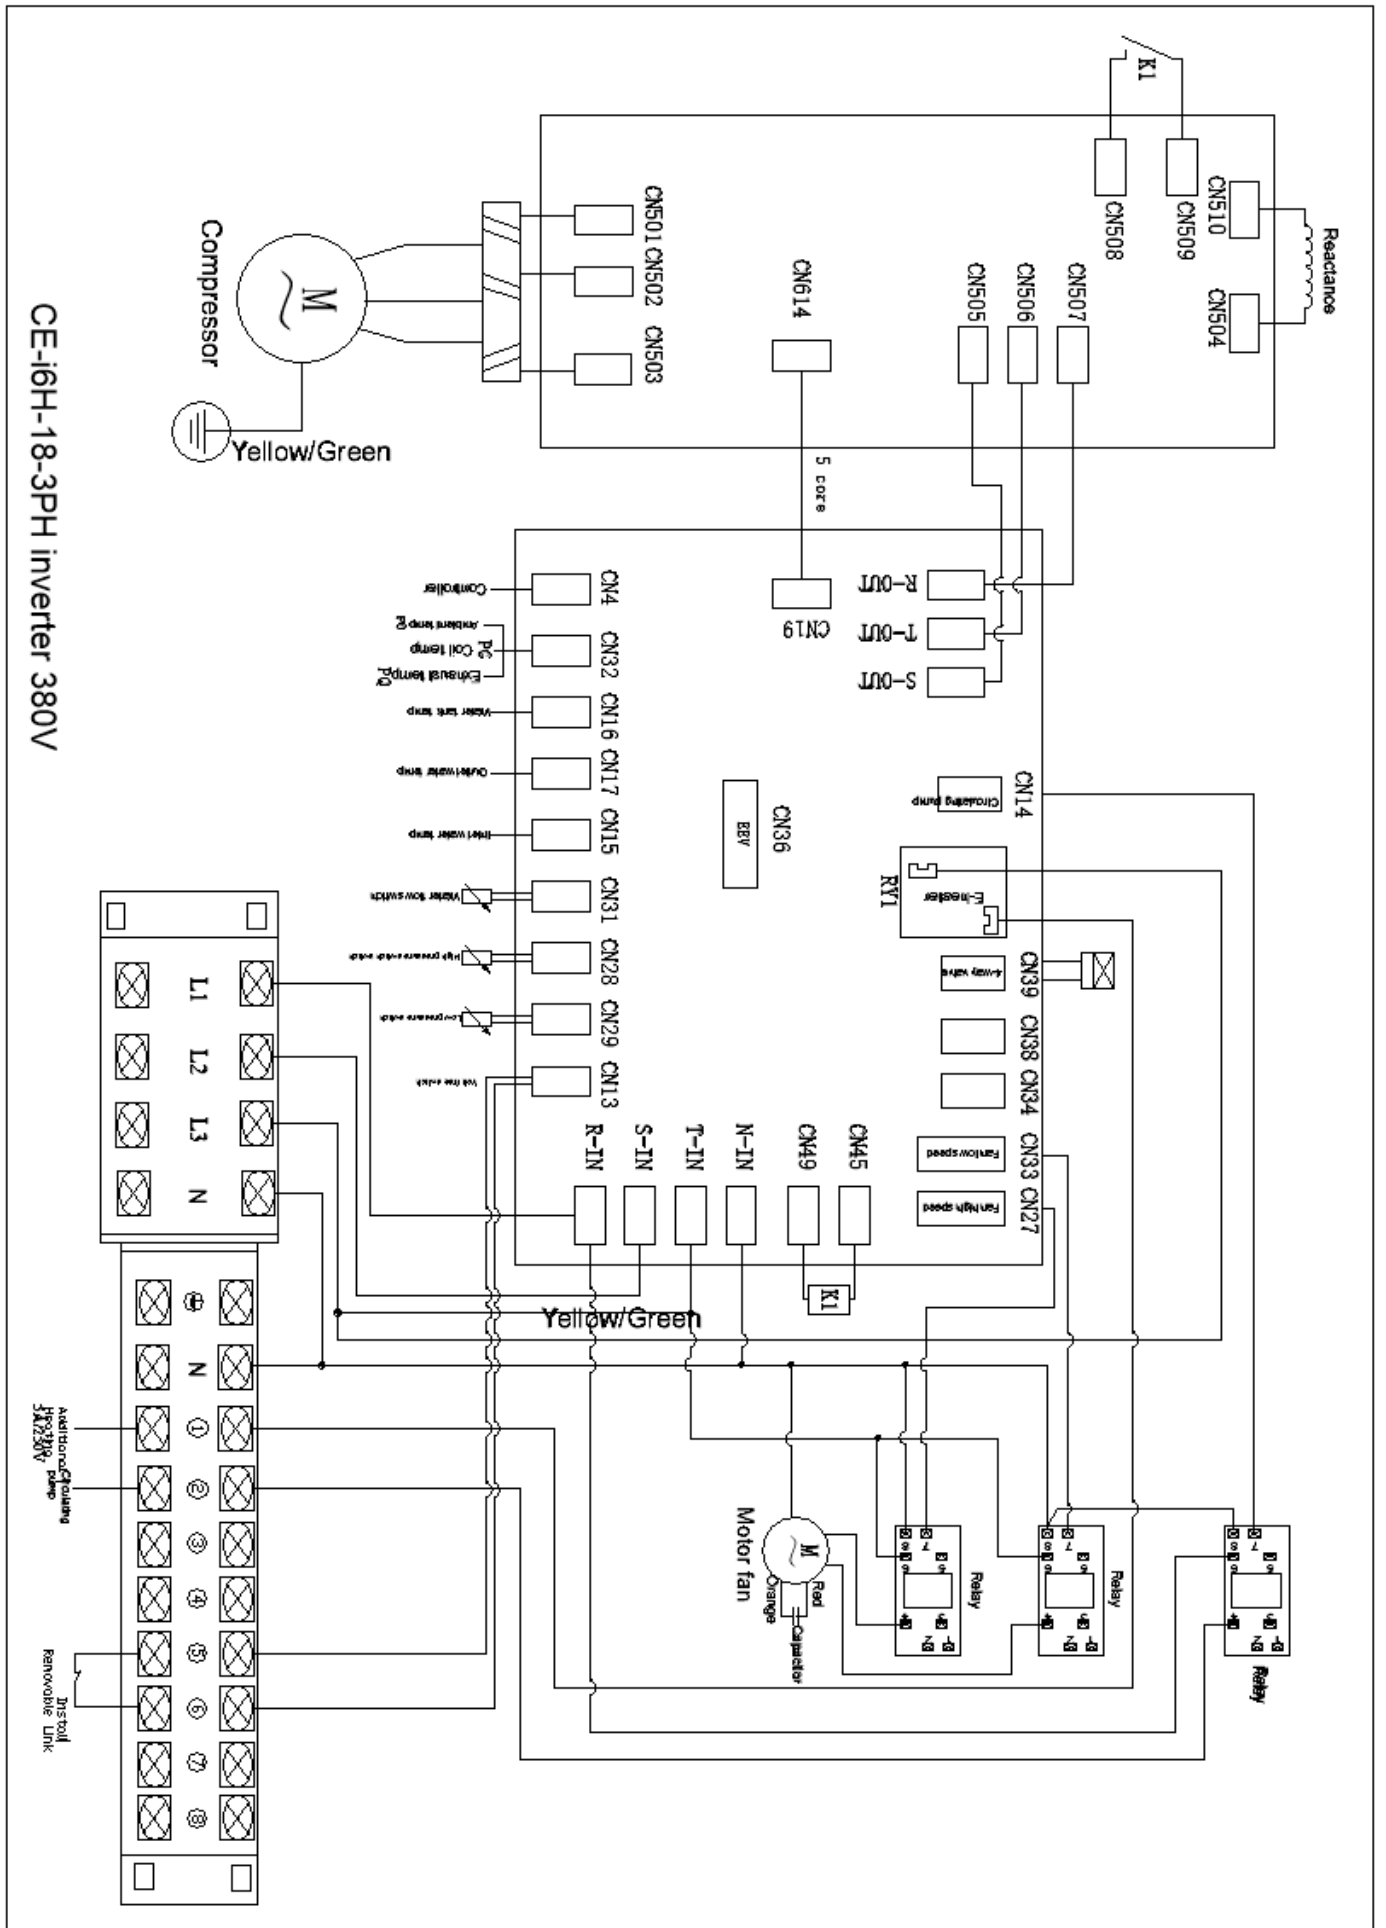 K1
Reactance
CN510
CN509
CN508
CN504
CN507
CN506
CN505
CN614
CN501
CN502
CN503
M
Compressor
Yellow/Green
5 core
CE-i6H-18-3PH inverter 380V
R-OUT
T-OUT
S-OUT
CN19
CN4
Controller
CN32
Ambient temp
Coil temp
Exhaust temp
CN16
Water tank temp
CN17
Outlet water temp
CN15
Inlet water temp
CN31
Water flow switch
CN28
High pressure switch
CN29
Low pressure switch
CN13
CN36
EEV
CN14
Circulating pump
RY1
E-heater
CN39
4-way valve
CN38
CN34
CN33
Fan low speed
CN27
Fan high speed
R-IN
S-IN
T-IN
N-IN
CN49
CN45
K1
Yellow/Green
L1
L2
L3
N
N
1
2
3
4
5
6
7
8
Additional
Heating
Circulating
pump
Install
Removable Link
M
Motor fan
Red
Orange
Capacitor
Relay
Relay
Relay